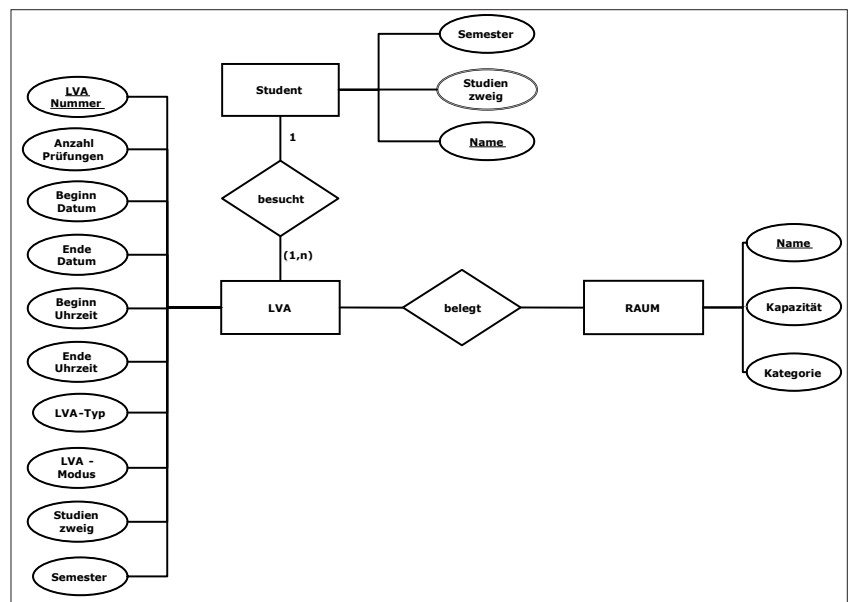 Semester
Studien
zweig
Name
Student
1
besucht
(1,n)
LVA
Nummer
Anzahl
Prüfungen
Beginn
Datum
Ende
Datum
Beginn
Uhrzeit
Ende
Uhrzeit
LVA-Typ
LVA -
Modus
Studien
zweig
Semester
LVA
belegt
RAUM
Name
Kapazität
Kategorie